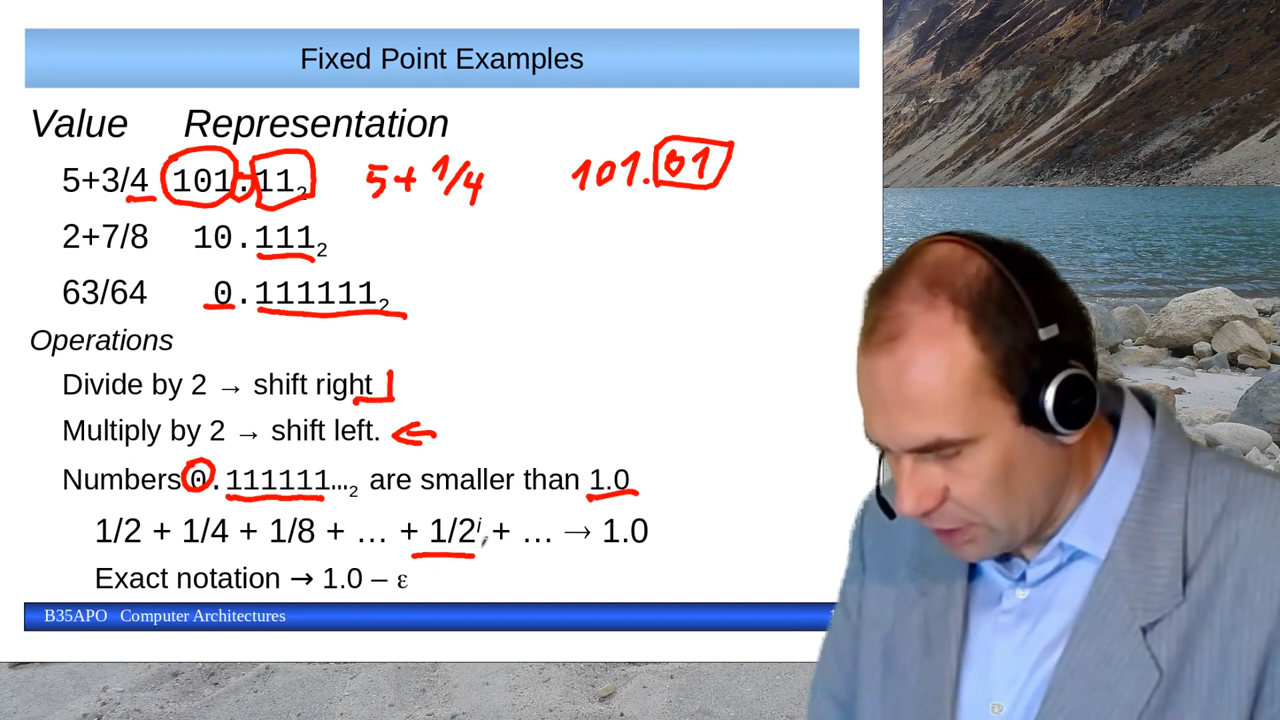 Fixed Point Examples
Value Representation
5+3/4 101.11₂ 5+ 1/4 101.01
2+7/8 10.111₂
63/64 0.111111₂
Operations
Divide by 2 → shift right
Multiply by 2 → shift left.
Numbers 0.111111…₂ are smaller than 1.0
1/2 + 1/4 + 1/8 + … + 1/2ⁱ + … → 1.0
Exact notation → 1.0 – ε
B35APO Computer Architectures